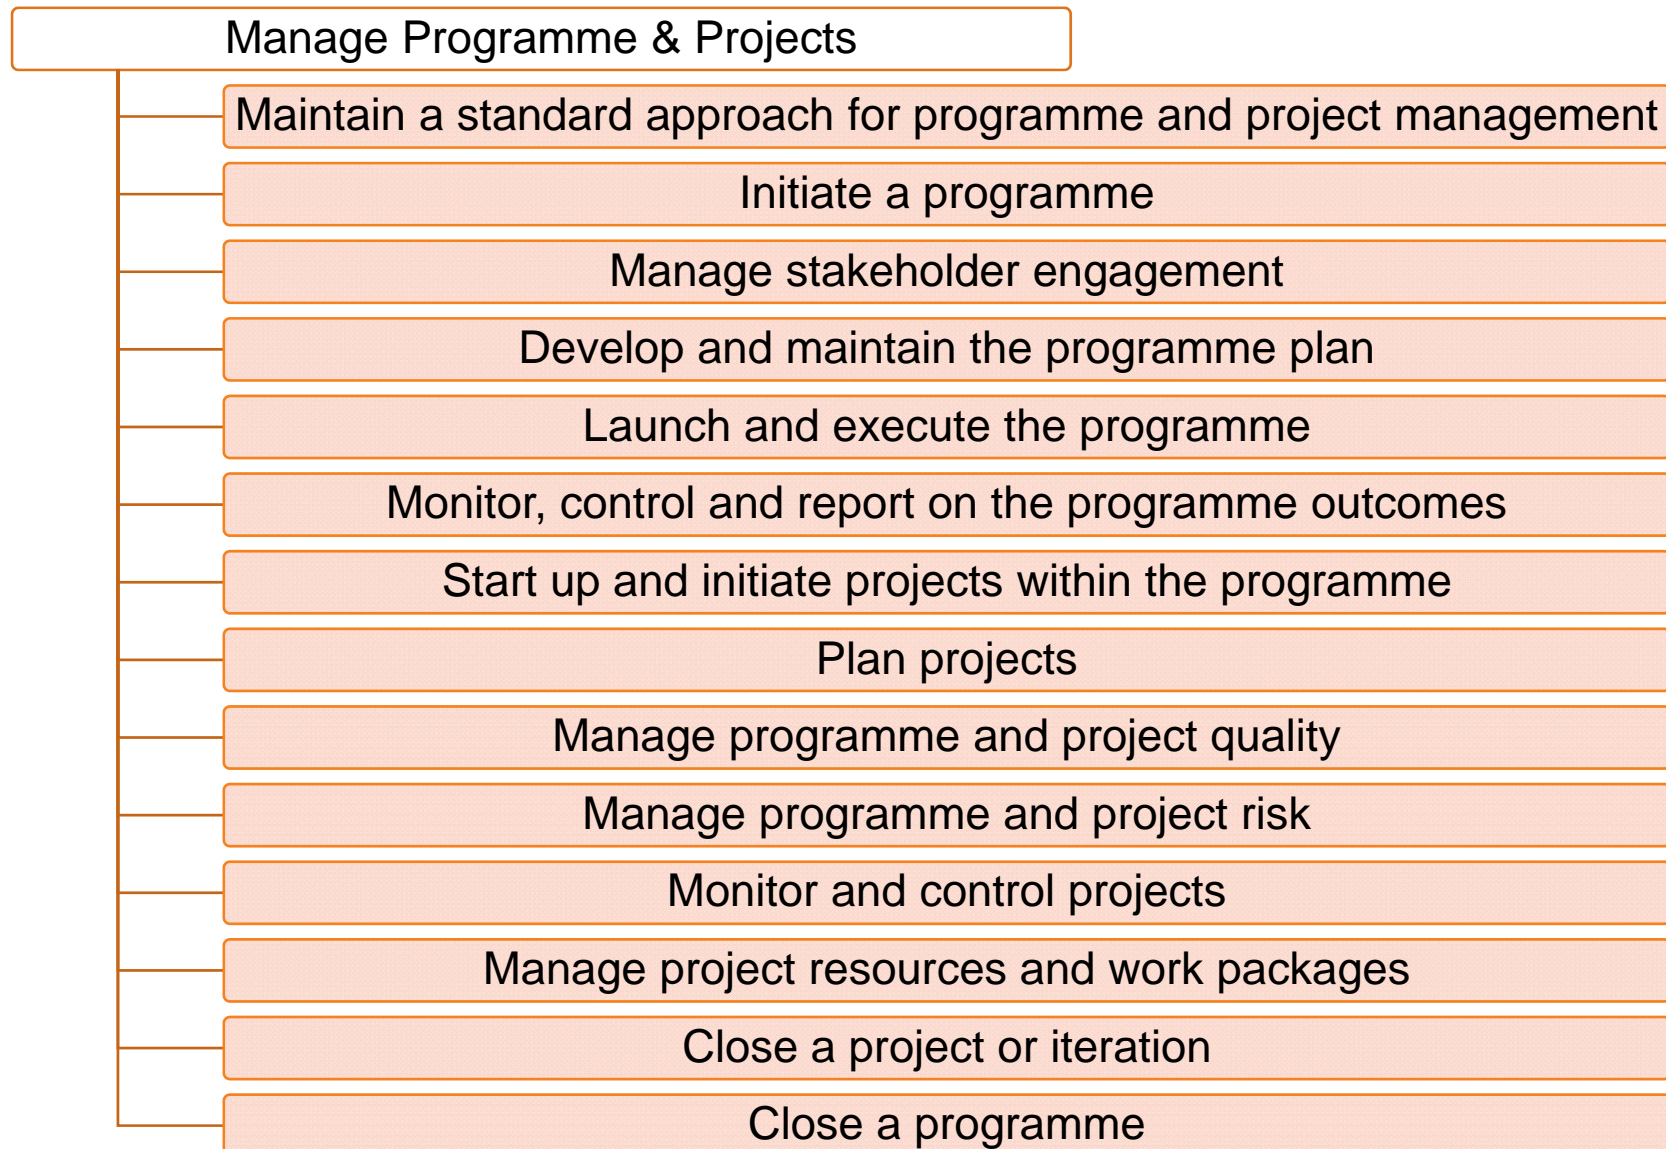 Manage Programme & Projects
Maintain a standard approach for programme and project management
Initiate a programme
Manage stakeholder engagement
Develop and maintain the programme plan
Launch and execute the programme
Monitor, control and report on the programme outcomes
Start up and initiate projects within the programme
Plan projects
Manage programme and project quality
Manage programme and project risk
Monitor and control projects
Manage project resources and work packages
Close a project or iteration
Close a programme